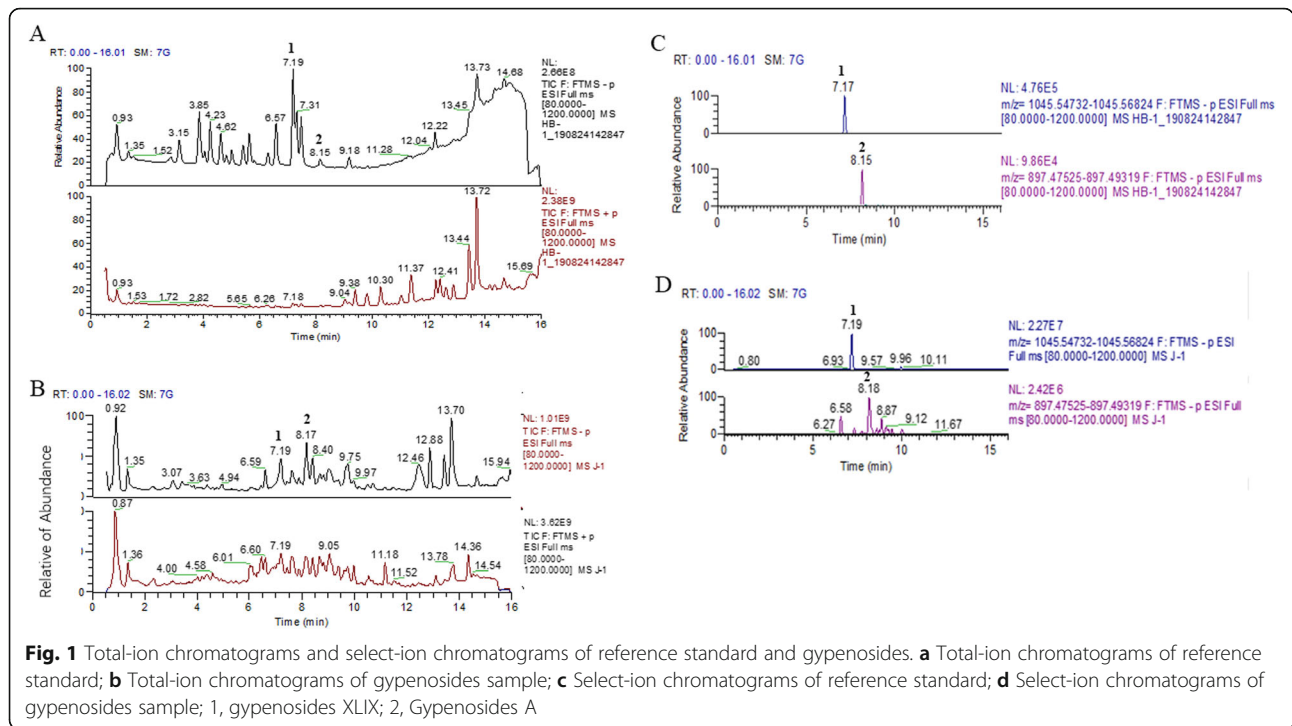 A
RT: 0.00 - 16.01 SM: 7G
1
7.19
0.93
1.35
1.52
3.15
3.85
4.23
4.62
6.57
7.31
2
8.15
9.18
11.28
12.04
12.22
13.45
13.73
14.68
100
80
60
40
20
0
Relative Abundance
NL:
2.66E8
TIC F: FTMS - p
ESI Full ms
[80.0000-
1200.0000] MS
HB-1_190824142847
100
80
60
40
20
0
0.93
1.53
1.72
2.82
5.65
6.26
7.18
9.04
9.38
10.30
11.37
12.41
13.44
13.72
15.69
NL:
2.38E9
TIC F: FTMS + p
ESI Full ms
[80.0000-
1200.0000] MS
HB-
1_190824142847
0 2 4 6 8 10 12 14 16
Time (min)
B
RT: 0.00 - 16.02 SM: 7G
100
0
0.92
1.35
3.07
3.63
4.94
6.59
1
7.19
2
8.17
8.40
9.75
9.97
12.46
12.88
13.70
15.94
NL: 1.01E9
TIC F: FTMS - p
ESI Full ms
[80.0000-
1200.0000] MS J-1
Relative of Abundance
100
0
0.87
1.36
4.00
4.58
6.01
6.60
7.19
9.05
11.18
11.52
13.78
14.36
14.54
NL: 3.62E9
TIC F: FTMS + p
ESI Full ms
[80.0000-
1200.0000] MS J-1
0 2 4 6 8 10 12 14 16
Time (min)
C
RT: 0.00 - 16.01 SM: 7G
1
7.17
100
0
NL: 4.76E5
m/z= 1045.54732-1045.56824 F: FTMS - p ESI Full ms
[80.0000-1200.0000] MS HB-1_190824142847
2
8.15
100
0
NL: 9.86E4
m/z= 897.47525-897.49319 F: FTMS - p ESI Full ms
[80.0000-1200.0000] MS HB-1_190824142847
Relative Abundance
5 10 15
Time (min)
D
RT: 0.00 - 16.02 SM: 7G
1
7.19
100
0
0.80
6.93
9.57
9.96
10.11
NL: 2.27E7
m/z= 1045.54732-1045.56824 F: FTMS - p ESI
Full ms [80.0000-1200.0000] MS J-1
2
8.18
100
0
6.27
6.58
8.87
9.12
11.67
NL: 2.42E6
m/z= 897.47525-897.49319 F: FTMS - p ESI Full
ms [80.0000-1200.0000] MS J-1
Relative Abundance
0 5 10 15
Time (min)
Fig. 1 Total-ion chromatograms and select-ion chromatograms of reference standard and gypenosides. a Total-ion chromatograms of reference
standard; b Total-ion chromatograms of gypenosides sample; c Select-ion chromatograms of reference standard; d Select-ion chromatograms of
gypenosides sample; 1, gypenosides XLIX; 2, Gypenosides A